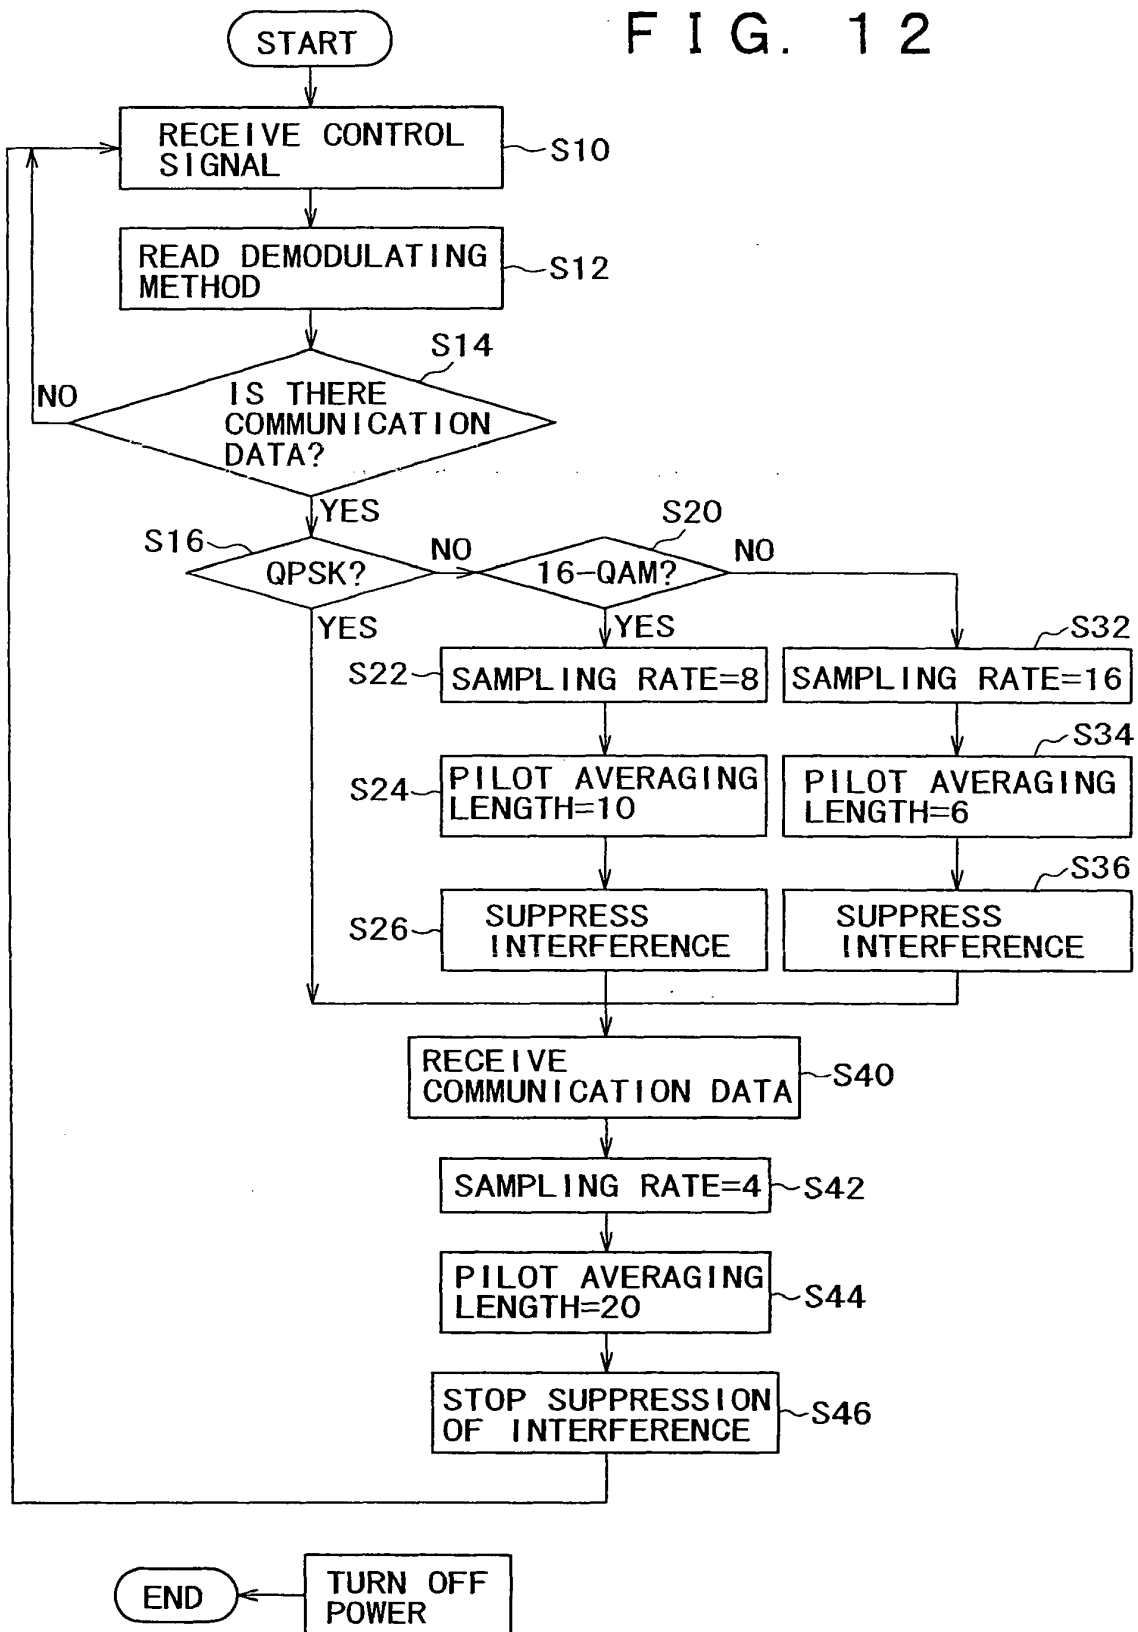 FIG. 12
START
RECEIVE CONTROL
SIGNAL
S10
READ DEMODULATING
METHOD
S12
S14
IS THERE
COMMUNICATION
DATA?
NO
YES
S16
QPSK?
NO
S20
16-QAM?
NO
YES
YES
S22
SAMPLING RATE=8
S32
SAMPLING RATE=16
S24
PILOT AVERAGING
LENGTH=10
S34
PILOT AVERAGING
LENGTH=6
S26
SUPPRESS
INTERFERENCE
S36
SUPPRESS
INTERFERENCE
RECEIVE
COMMUNICATION DATA
S40
SAMPLING RATE=4
S42
PILOT AVERAGING
LENGTH=20
S44
STOP SUPPRESSION
OF INTERFERENCE
S46
END
TURN OFF
POWER